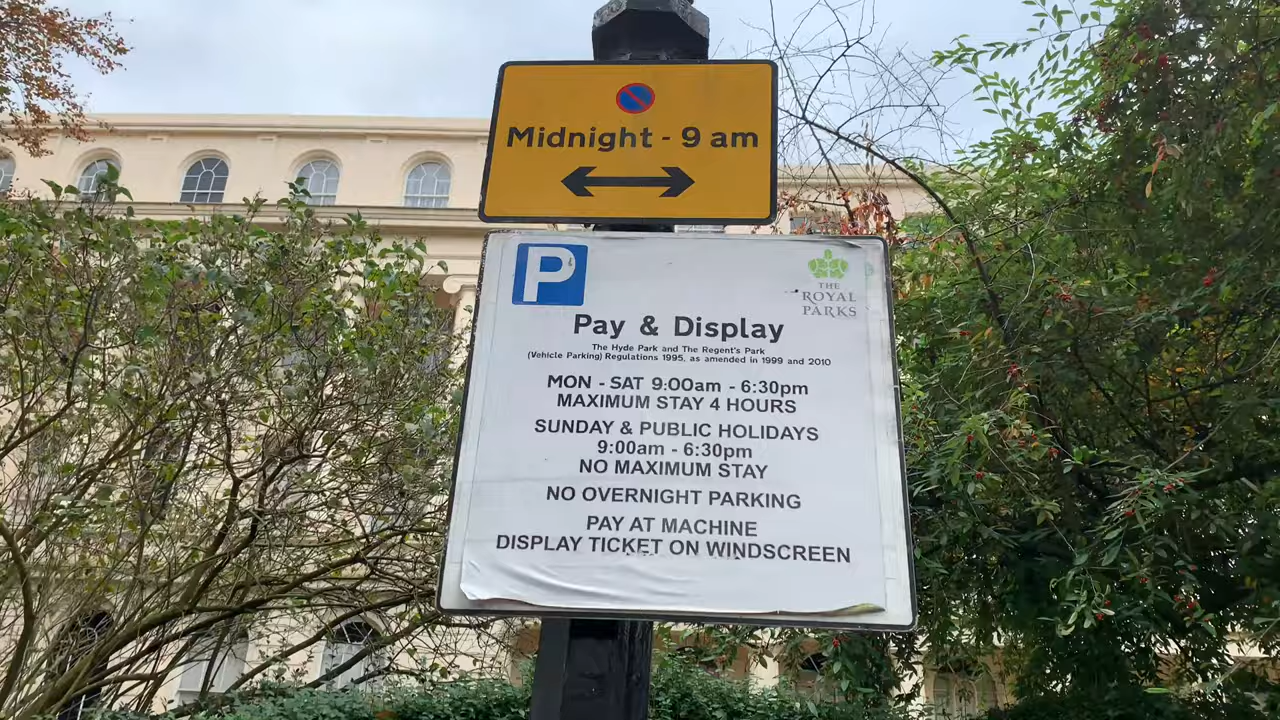 Midnight - 9 am
P
THE
ROYAL
PARKS
Pay & Display
The Hyde Park and The Regent's Park
(Vehicle Parking) Regulations 1995, as amended in 1999 and 2010
MON - SAT 9:00am - 6:30pm
MAXIMUM STAY 4 HOURS
SUNDAY & PUBLIC HOLIDAYS
9:00am - 6:30pm
NO MAXIMUM STAY
NO OVERNIGHT PARKING
PAY AT MACHINE
DISPLAY TICKET ON WINDSCREEN